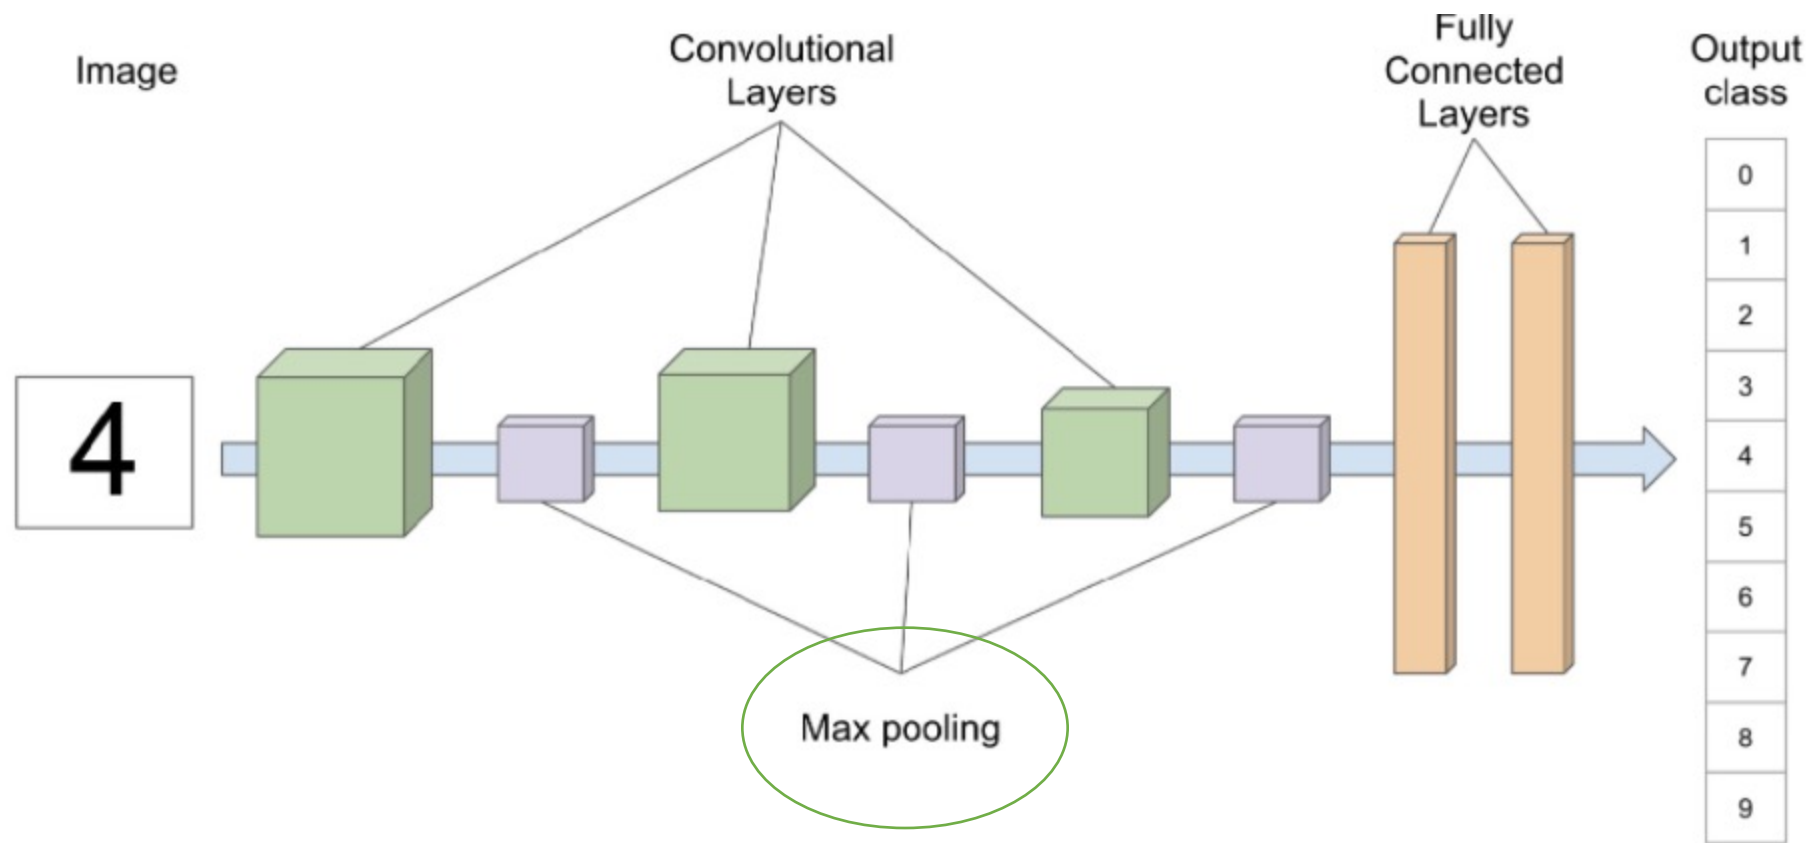 Image
Convolutional
Layers
Fully
Connected
Layers
Output
class
4
0
1
2
3
4
5
6
7
8
9
Max pooling